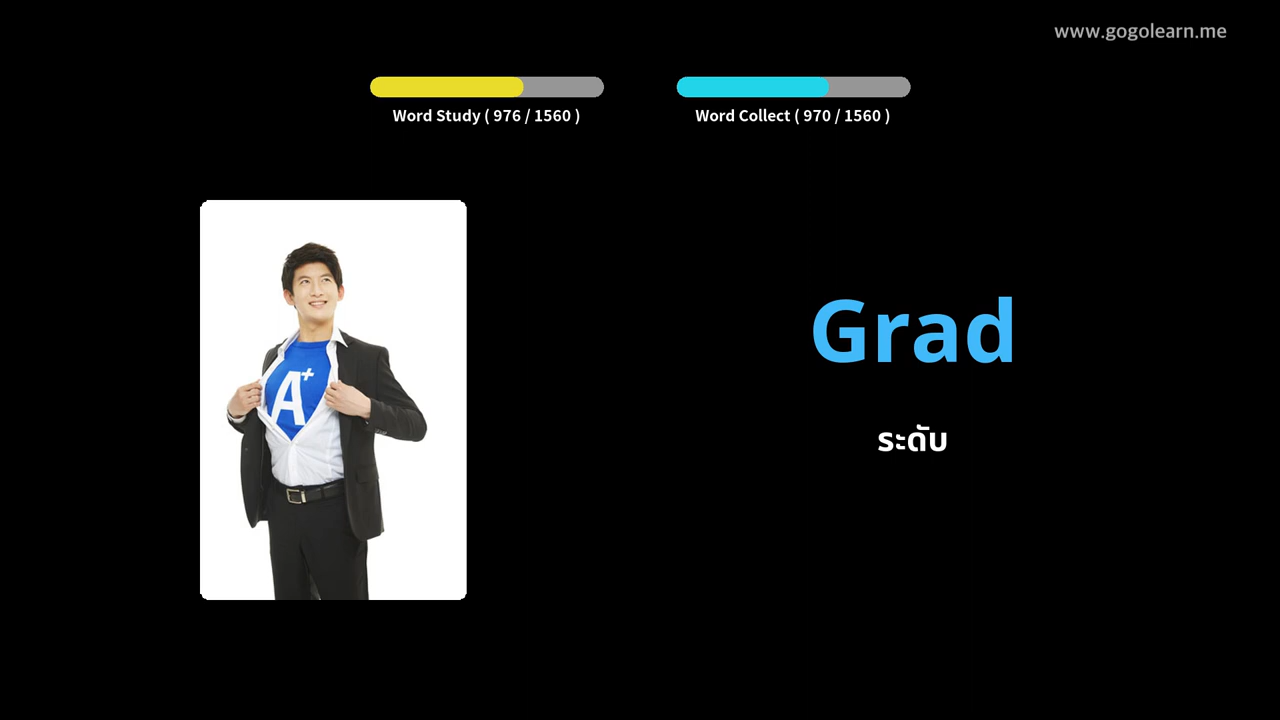 www.gogolearn.me
Word Study ( 976 / 1560 )
Word Collect ( 970 / 1560 )
A+
Grad
ระดับ